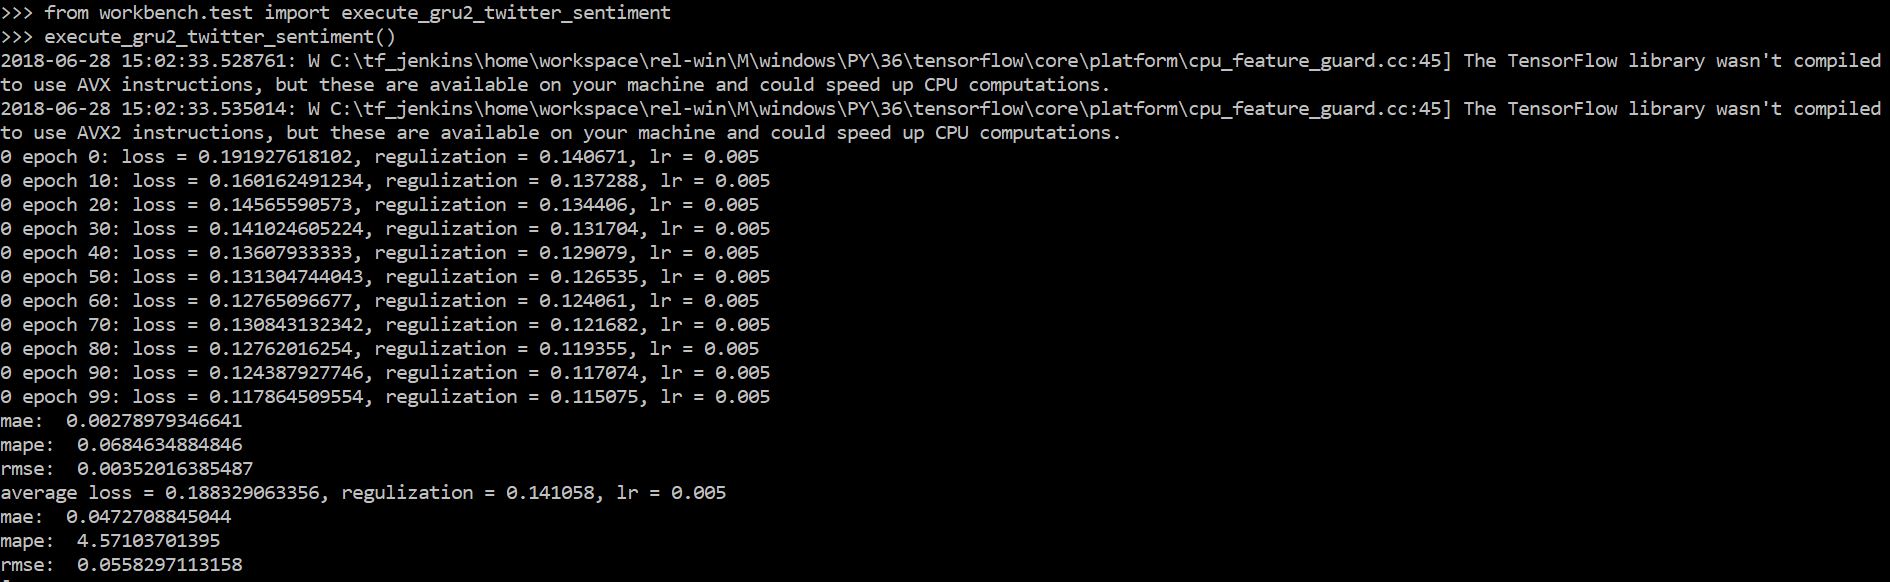 >>> from workbench.test import execute_gru2_twitter_sentiment
>>> execute_gru2_twitter_sentiment()
2018-06-28 15:02:33.528761: W C:\tf_jenkins\home\workspace\rel-win\M\windows\PY\36\tensorflow\core\platform\cpu_feature_guard.cc:45] The TensorFlow library wasn't compiled
to use AVX instructions, but these are available on your machine and could speed up CPU computations.
2018-06-28 15:02:33.535014: W C:\tf_jenkins\home\workspace\rel-win\M\windows\PY\36\tensorflow\core\platform\cpu_feature_guard.cc:45] The TensorFlow library wasn't compiled
to use AVX2 instructions, but these are available on your machine and could speed up CPU computations.
0 epoch 0: loss = 0.191927618102, regulization = 0.140671, lr = 0.005
0 epoch 10: loss = 0.160162491234, regulization = 0.137288, lr = 0.005
0 epoch 20: loss = 0.14565590573, regulization = 0.134406, lr = 0.005
0 epoch 30: loss = 0.141024605224, regulization = 0.131704, lr = 0.005
0 epoch 40: loss = 0.13607933333, regulization = 0.129079, lr = 0.005
0 epoch 50: loss = 0.131304744043, regulization = 0.126535, lr = 0.005
0 epoch 60: loss = 0.12765096677, regulization = 0.124061, lr = 0.005
0 epoch 70: loss = 0.130843132342, regulization = 0.121682, lr = 0.005
0 epoch 80: loss = 0.12762016254, regulization = 0.119355, lr = 0.005
0 epoch 90: loss = 0.124387927746, regulization = 0.117074, lr = 0.005
0 epoch 99: loss = 0.117864509554, regulization = 0.115075, lr = 0.005
mae:  0.00278979346641
mape:  0.0684634884846
rmse:  0.00352016385487
average loss = 0.188329063356, regulization = 0.141058, lr = 0.005
mae:  0.0472708845044
mape:  4.57103701395
rmse:  0.0558297113158